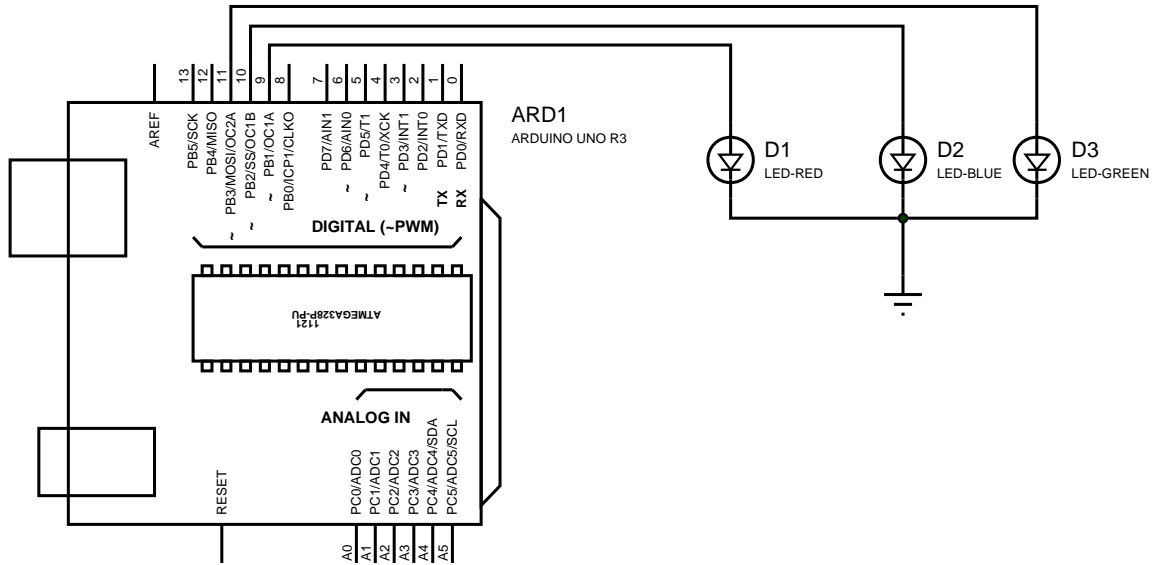 13
12
11
10
9
8
7
6
5
4
3
2
1
0
AREF
PB5/SCK
PB4/MISO
~ PB3/MOSI/OC2A
~ PB2/SS/OC1B
~ PB1/OC1A
PB0/ICP1/CLKO
PD7/AIN1
~ PD6/AIN0
~ PD5/T1
PD4/T0/XCK
~ PD3/INT1
PD2/INT0
TX PD1/TXD
RX PD0/RXD
DIGITAL (~PWM)
ARD1
ARDUINO UNO R3
D1
LED-RED
D2
LED-BLUE
D3
LED-GREEN
ATMEGA328P-PU
1121
ANALOG IN
RESET
PC0/ADC0
PC1/ADC1
PC2/ADC2
PC3/ADC3
PC4/ADC4/SDA
PC5/ADC5/SCL
A0
A1
A2
A3
A4
A5